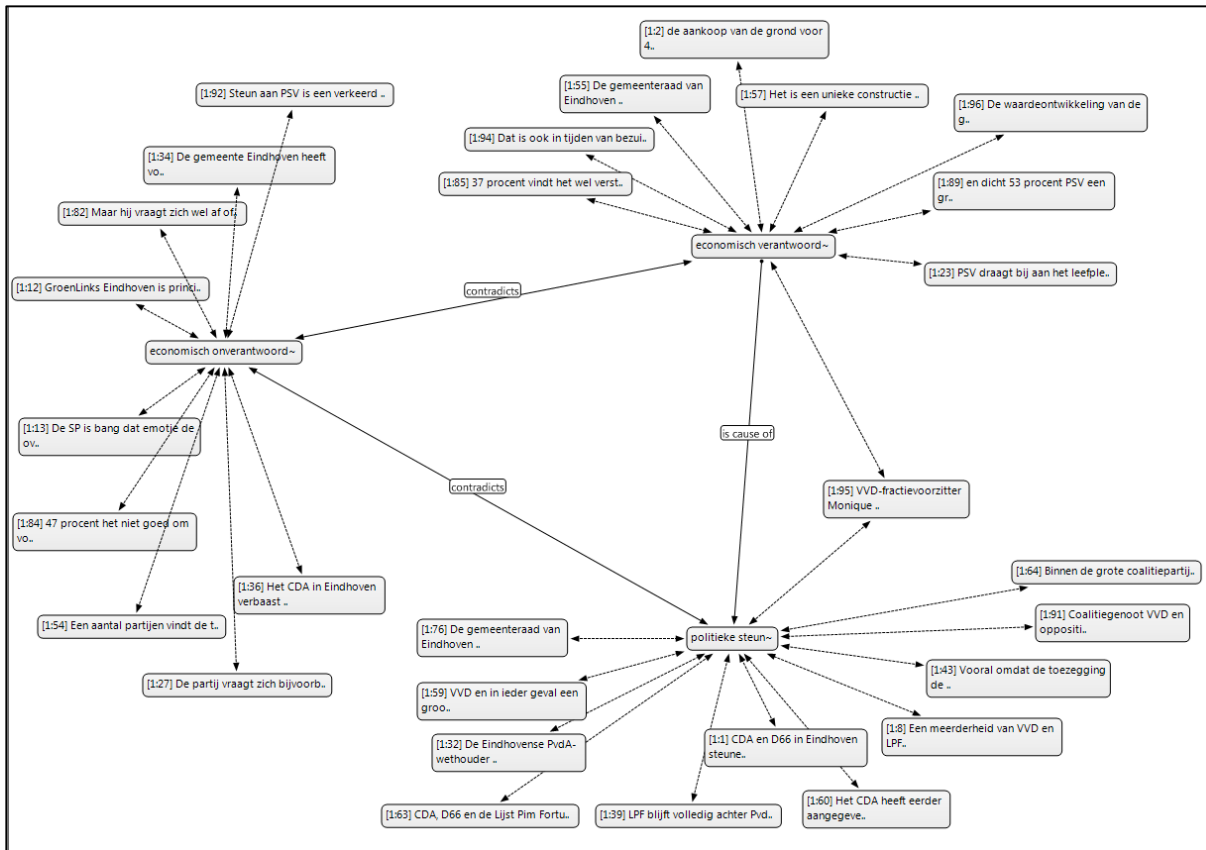 [1:2] de aankoop van de grond voor
4..
[1:92] Steun aan PSV is een verkeerd ..
[1:55] De gemeenteraad van
Eindhoven ..
[1:57] Het is een unieke constructie ..
[1:96] De waardeontwikkeling van de
g..
[1:34] De gemeente Eindhoven heeft
vo..
[1:94] Dat is ook in tijden van bezui..
[1:85] 37 procent vindt het wel verst..
[1:89] en dicht 53 procent PSV een
gr..
[1:82] Maar hij vraagt zich wel af of..
economisch verantwoord~
[1:23] PSV draagt bij aan het leefple..
[1:12] GroenLinks Eindhoven is princi..
contradicts
economisch onverantwoord~
[1:13] De SP is bang dat emotie de
ov..
is cause of
contradicts
[1:95] VVD-fractievoorzitter
Monique ..
[1:84] 47 procent het niet goed om
vo..
[1:36] Het CDA in Eindhoven
verbaast ..
[1:64] Binnen de grote coalitiepartij..
[1:54] Een aantal partijen vindt de t..
[1:76] De gemeenteraad van
Eindhoven ..
politieke steun~
[1:91] Coalitiegenoot VVD en
oppositi..
[1:43] Vooral omdat de toezegging
de ..
[1:27] De partij vraagt zich bijvoorb..
[1:59] VVD en in ieder geval een
groo..
[1:8] Een meerderheid van VVD en
LPF..
[1:32] De Eindhovense PvdA-
wethouder ..
[1:1] CDA en D66 in Eindhoven
steune..
[1:63] CDA, D66 en de Lijst Pim Fortu..
[1:39] LPF blijft volledig achter Pvd..
[1:60] Het CDA heeft eerder
aangegeve..